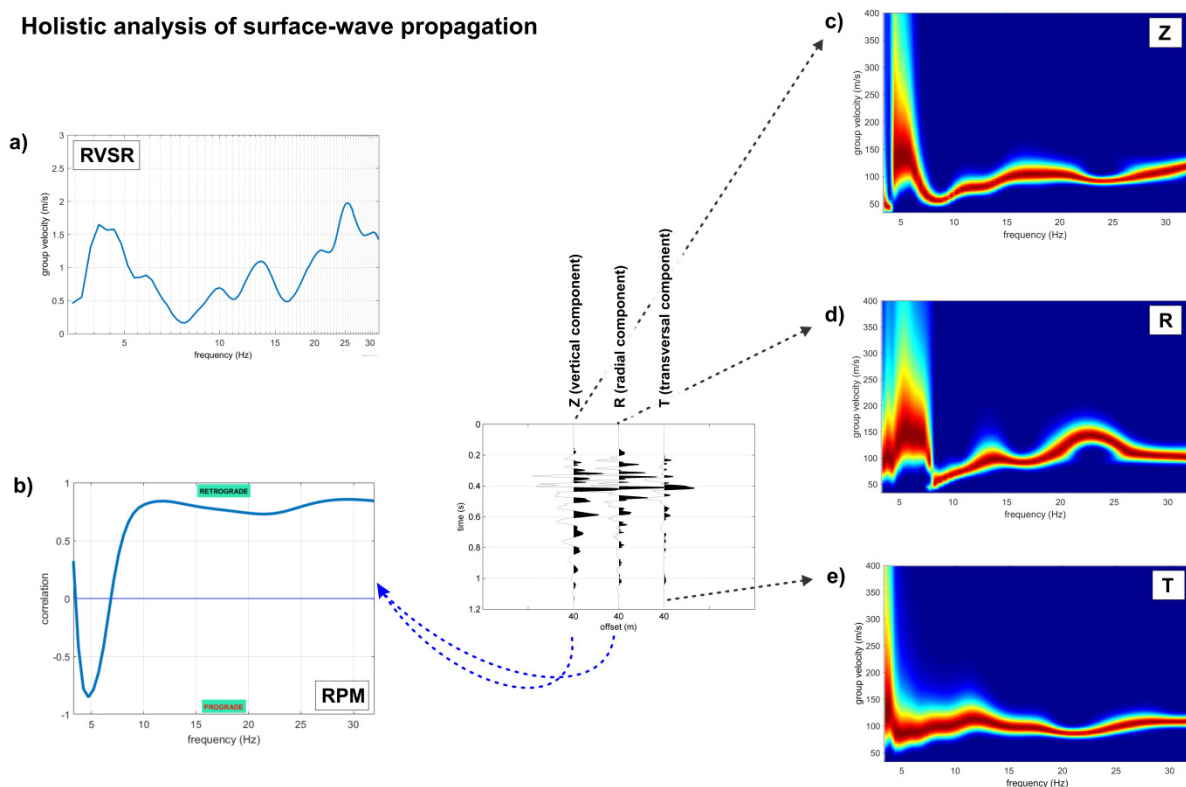 Holistic analysis of surface-wave propagation
a)
RVSR
group velocity (m/s)
3
2.5
2
1.5
1
0.5
0
5
10
15
20
25
30
frequency (Hz)
b)
RETROGRADE
PROGRADE
RPM
correlation
1
0.5
0
-0.5
-1
5
10
15
20
25
30
frequency (Hz)
Z (vertical component)
R (radial component)
T (transversal component)
time (s)
0
0.2
0.4
0.6
0.8
1
1.2
40
40
40
offset (m)
c)
Z
group velocity (m/s)
400
350
300
250
200
150
100
50
5
10
15
20
25
30
frequency (Hz)
d)
R
group velocity (m/s)
400
350
300
250
200
150
100
50
5
10
15
20
25
30
frequency (Hz)
e)
T
group velocity (m/s)
400
350
300
250
200
150
100
50
5
10
15
20
25
30
frequency (Hz)